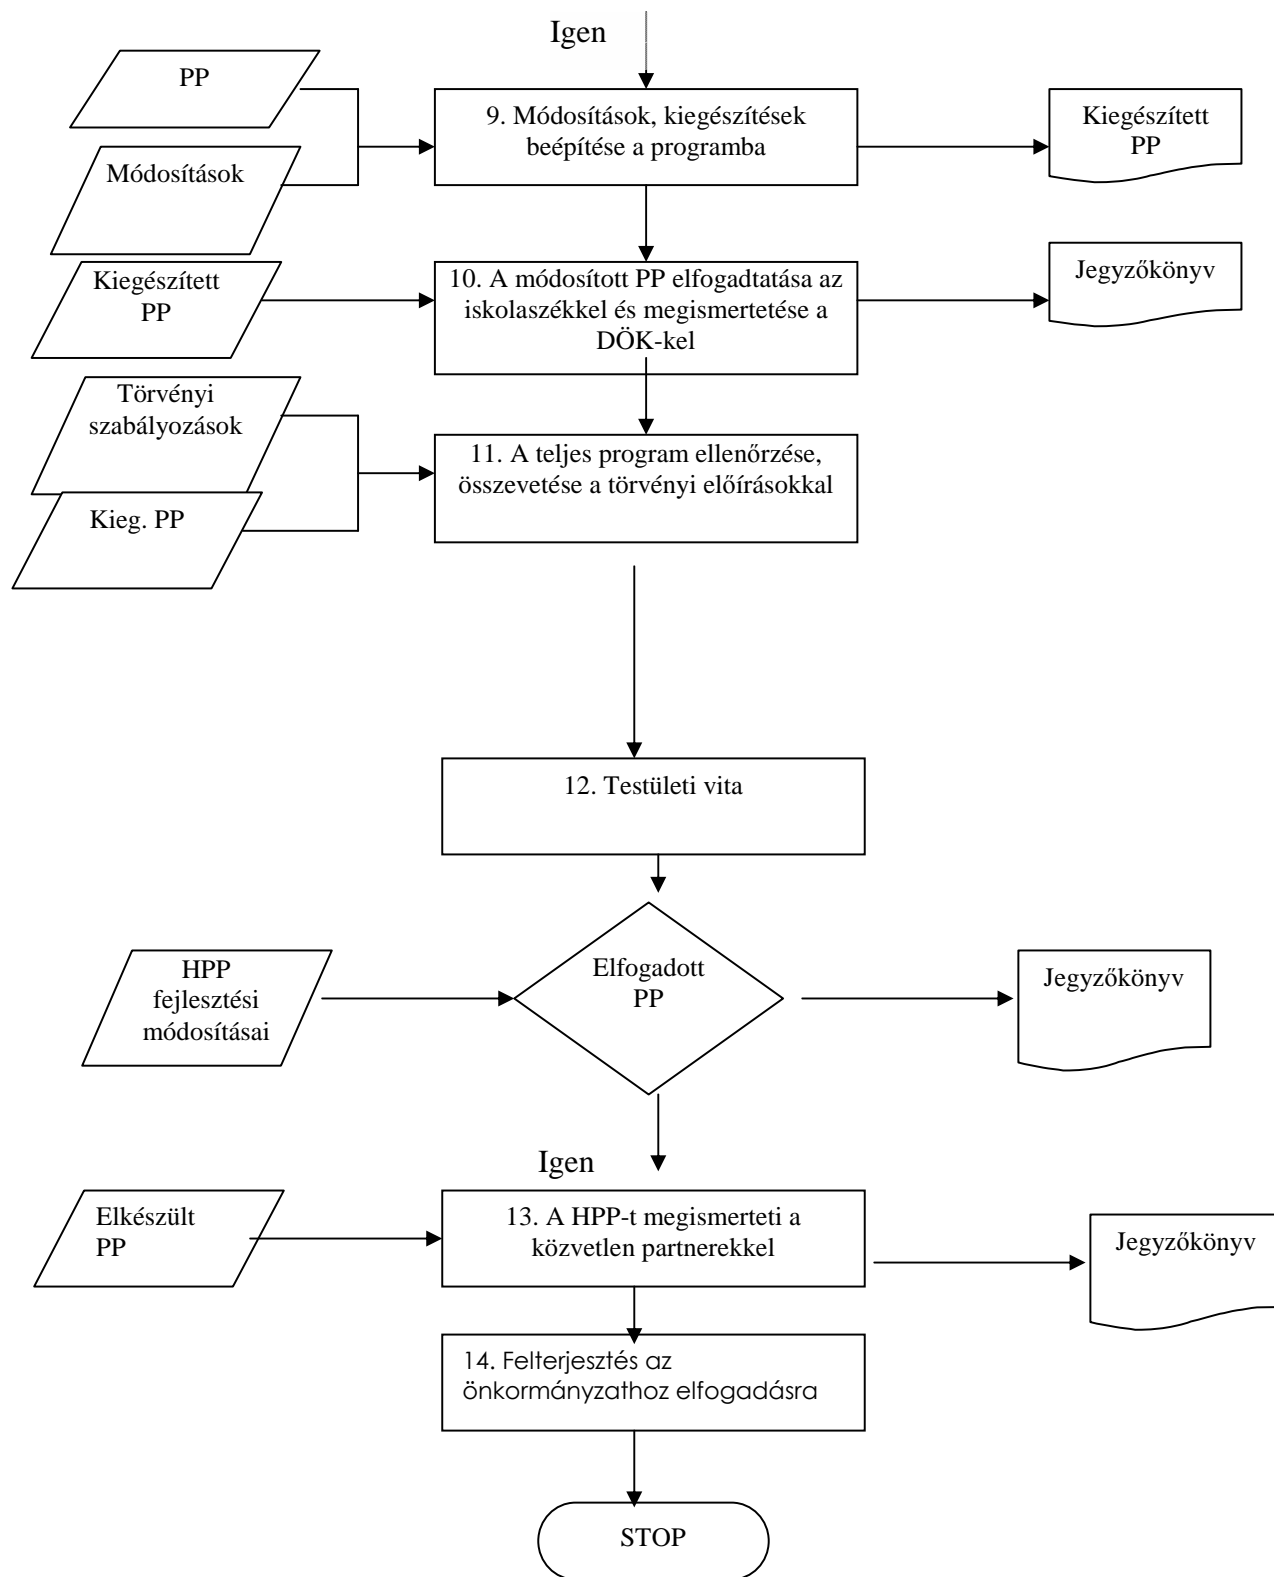 Igen
PP
9. Módosítások, kiegészítések
beépítése a programba
Kiegészített
PP
Módosítások
Kiegészített
PP
10. A módosított PP elfogadtatása az
iskolaszékkel és megismertetése a
DÖK-kel
Jegyzőkönyv
Törvényi
szabályozások
11. A teljes program ellenőrzése,
összevetése a törvényi előírásokkal
Kieg. PP
12. Testületi vita
HPP
fejlesztési
módosításai
Elfogadott
PP
Jegyzőkönyv
Igen
Elkészült
PP
13. A HPP-t megismerteti a
közvetlen partnerekkel
Jegyzőkönyv
14. Felterjesztés az
önkormányzathoz elfogadásra
STOP